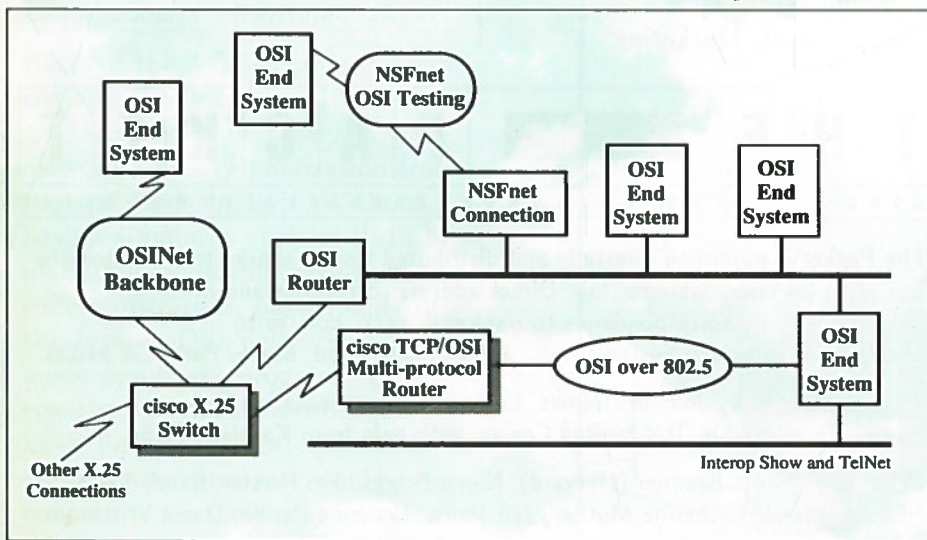 OSI
End
System
OSI
End
System
NSFnet
OSI Testing
NSFnet
Connection
OSI
End
System
OSI
End
System
OSINet
Backbone
OSI
Router
cisco TCP/OSI
Multi-protocol
Router
OSI over 802.5
OSI
End
System
cisco X.25
Switch
Other X.25
Connections
Interop Show and TelNet